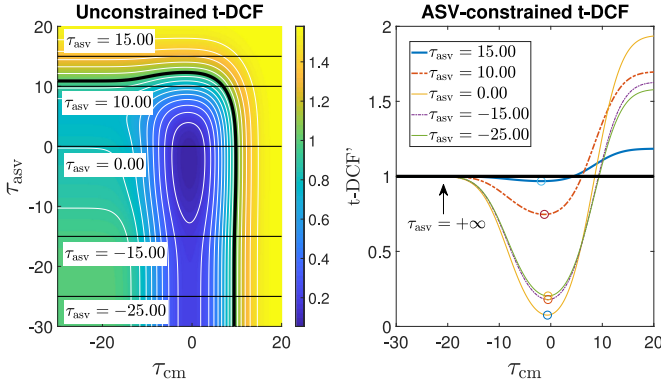 Unconstrained t-DCF
τasv = 15.00
τasv = 10.00
τasv = 0.00
τasv = −15.00
τasv = −25.00
20
10
0
-10
-20
-30
τasv
-30
-20
0
20
τcm
1.4
1.2
1
0.8
0.6
0.4
0.2
ASV-constrained t-DCF
τasv = 15.00
τasv = 10.00
τasv = 0.00
τasv = −15.00
τasv = −25.00
τasv = +∞
2
1.5
1
0.5
0
t-DCF'
-30
-20
-10
0
10
20
τcm